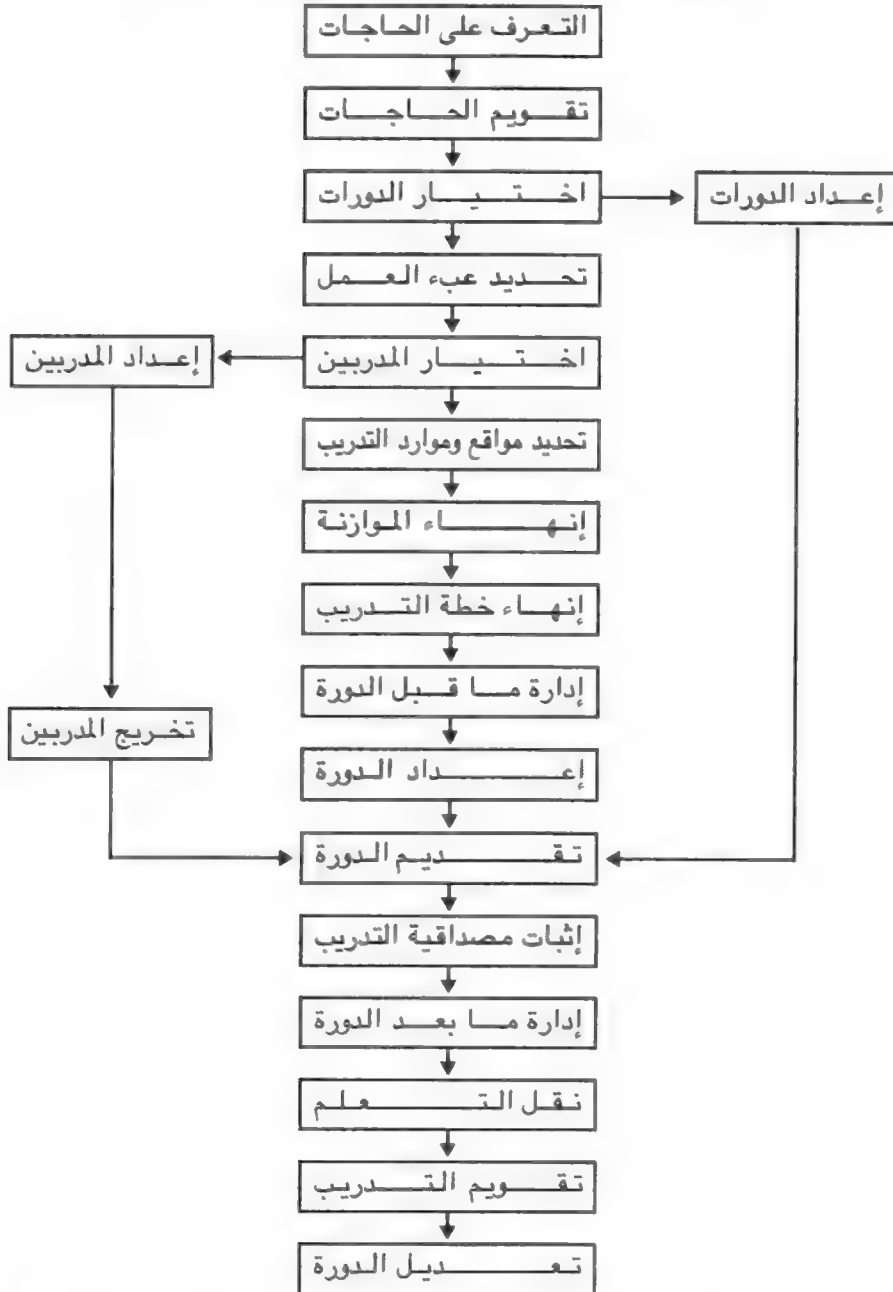 التعرف على الحاجات
تقويم الحاجات
اختيار الدورات
إعداد الدورات
تحديد عبء العمل
اختيار المدربين
إعداد المدربين
تحديد مواقع وموارد التدريب
إنهاء الموازنة
إنهاء خطة التدريب
إدارة ما قبل الدورة
تخريج المدربين
إعداد الدورة
تقديم الدورة
إثبات مصداقية التدريب
إدارة ما بعد الدورة
نقل التعلم
تقويم التدريب
تعديل الدورة